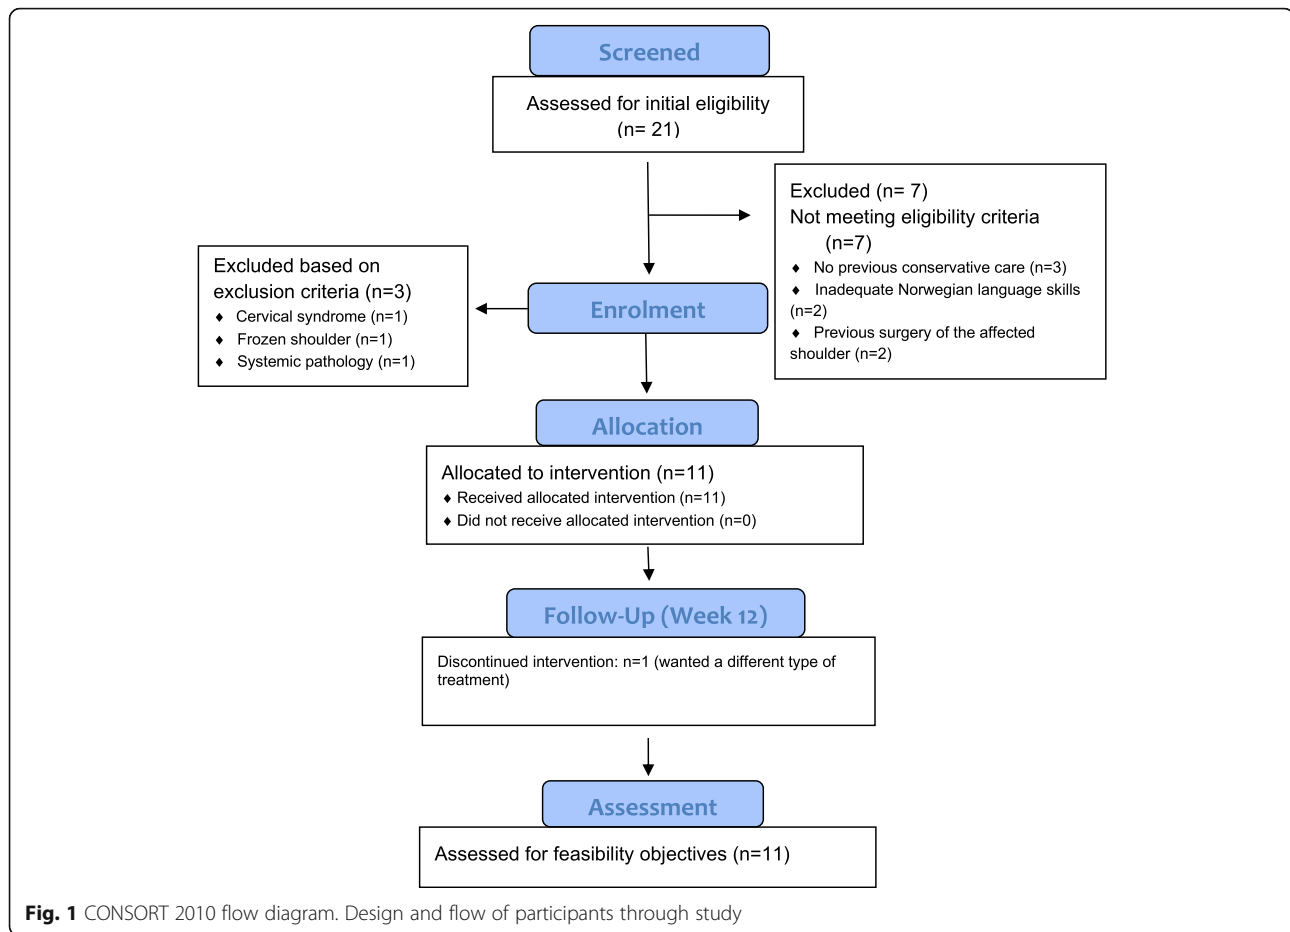 Screened
Assessed for initial eligibility
(n= 21)
Excluded (n= 7)
Not meeting eligibility criteria
(n=7)
♦ No previous conservative care (n=3)
♦ Inadequate Norwegian language skills
(n=2)
♦ Previous surgery of the affected
shoulder (n=2)
Excluded based on
exclusion criteria (n=3)
♦ Cervical syndrome (n=1)
♦ Frozen shoulder (n=1)
♦ Systemic pathology (n=1)
Enrolment
Allocation
Allocated to intervention (n=11)
♦ Received allocated intervention (n=11)
♦ Did not receive allocated intervention (n=0)
Follow-Up (Week 12)
Discontinued intervention: n=1 (wanted a different type of
treatment)
Assessment
Assessed for feasibility objectives (n=11)
Fig. 1 CONSORT 2010 flow diagram. Design and flow of participants through study